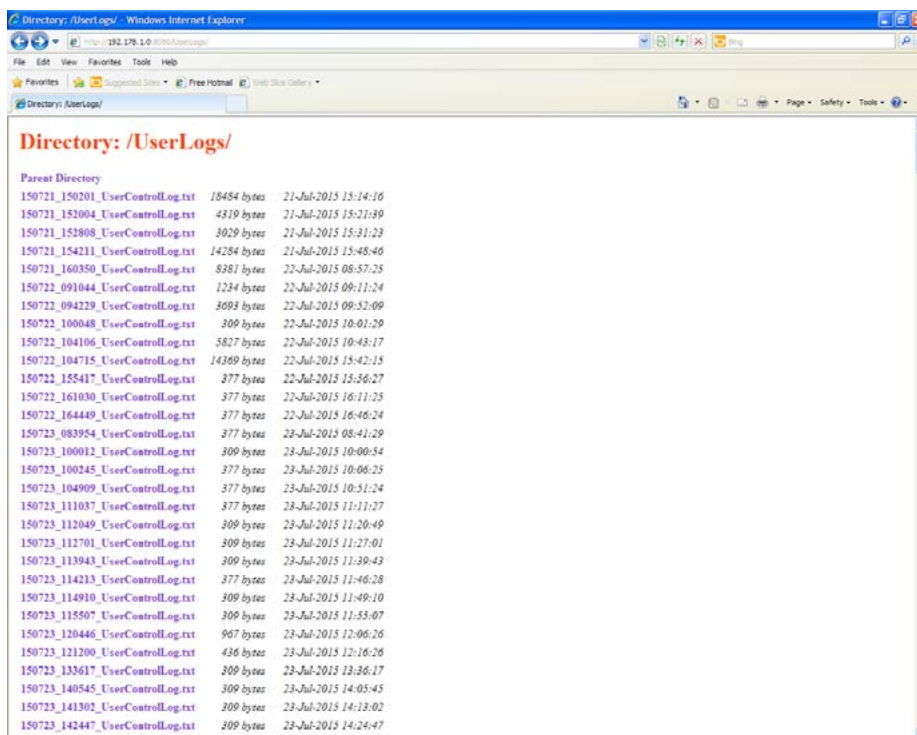 Directory: /UserLogs/ - Windows Internet Explorer
http://192.178.1.0:8080/UserLogs/
Bing
File Edit View Favorites Tools Help
Favorites Suggested Sites Free Hotmail Web Slice Gallery
Directory: /UserLogs/
Page Safety Tools
Directory: /UserLogs/
Parent Directory
150721_150201_UserControlLog.txt 18484 bytes 21-Jul-2015 15:14:16
150721_152004_UserControlLog.txt 4319 bytes 21-Jul-2015 15:21:39
150721_152808_UserControlLog.txt 3029 bytes 21-Jul-2015 15:31:23
150721_154211_UserControlLog.txt 14284 bytes 21-Jul-2015 15:48:46
150721_160350_UserControlLog.txt 8381 bytes 22-Jul-2015 08:57:25
150722_091044_UserControlLog.txt 1234 bytes 22-Jul-2015 09:11:24
150722_094229_UserControlLog.txt 3693 bytes 22-Jul-2015 09:52:09
150722_100048_UserControlLog.txt 309 bytes 22-Jul-2015 10:01:29
150722_104106_UserControlLog.txt 5827 bytes 22-Jul-2015 10:43:17
150722_104715_UserControlLog.txt 14369 bytes 22-Jul-2015 15:42:15
150722_155417_UserControlLog.txt 377 bytes 22-Jul-2015 15:56:27
150722_161030_UserControlLog.txt 377 bytes 22-Jul-2015 16:11:25
150722_164449_UserControlLog.txt 377 bytes 22-Jul-2015 16:46:24
150723_083954_UserControlLog.txt 377 bytes 23-Jul-2015 08:41:29
150723_100012_UserControlLog.txt 309 bytes 23-Jul-2015 10:00:54
150723_100245_UserControlLog.txt 377 bytes 23-Jul-2015 10:06:25
150723_104909_UserControlLog.txt 377 bytes 23-Jul-2015 10:51:24
150723_111037_UserControlLog.txt 377 bytes 23-Jul-2015 11:11:27
150723_112049_UserControlLog.txt 309 bytes 23-Jul-2015 11:20:49
150723_112701_UserControlLog.txt 309 bytes 23-Jul-2015 11:27:01
150723_113943_UserControlLog.txt 309 bytes 23-Jul-2015 11:39:43
150723_114213_UserControlLog.txt 377 bytes 23-Jul-2015 11:46:28
150723_114910_UserControlLog.txt 309 bytes 23-Jul-2015 11:49:10
150723_115507_UserControlLog.txt 309 bytes 23-Jul-2015 11:55:07
150723_120446_UserControlLog.txt 967 bytes 23-Jul-2015 12:06:26
150723_121200_UserControlLog.txt 436 bytes 23-Jul-2015 12:16:26
150723_133617_UserControlLog.txt 309 bytes 23-Jul-2015 13:36:17
150723_140545_UserControlLog.txt 309 bytes 23-Jul-2015 14:05:45
150723_141302_UserControlLog.txt 309 bytes 23-Jul-2015 14:13:02
150723_142447_UserControlLog.txt 309 bytes 23-Jul-2015 14:24:47